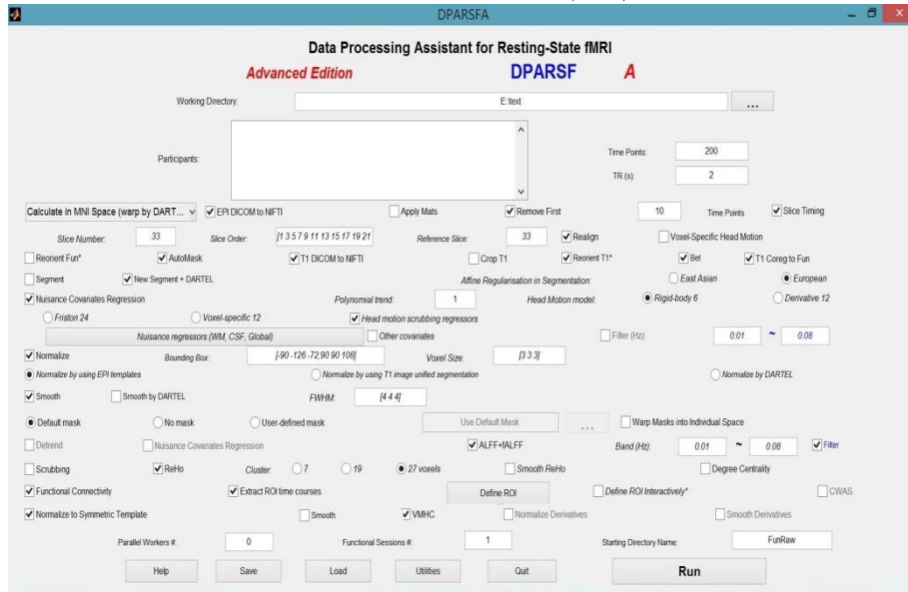 DPARSFA
Data Processing Assistant for Resting-State fMRI
Advanced Edition DPARSF A
Working Directory: E:\text ...
Participants:
Time Points: 200
TR (s): 2
Calculate in MNI Space (warp by DART... EPI DICOM to NIFTI Apply Mats Remove First 10 Time Points Slice Timing
Slice Number: 33 Slice Order: [1 3 5 7 9 11 13 15 17 19 21 Reference Slice: 33 Realign Voxel-Specific Head Motion
Reorient Fun* AutoMask T1 DICOM to NIFTI Crop T1 Reorient T1* Bet T1 Coreg to Fun
Segment New Segment + DARTEL Affine Regularisation in Segmentation: East Asian European
Nuisance Covariates Regression Polynomial trend: 1 Head Motion model: Rigid-body 6 Derivative 12
Friston 24 Voxel-specific 12 Head motion scrubbing regressors
Nuisance regressors (WM, CSF, Global) Other covariates Filter (Hz): 0.01 ~ 0.08
Normalize Bounding Box: [-90 -126 -72;90 90 108] Voxel Size: [3 3 3]
Normalize by using EPI templates Normalize by using T1 image unified segmentation Normalize by DARTEL
Smooth Smooth by DARTEL FWHM: [4 4 4]
Default mask No mask User-defined mask Use Default Mask ... Warp Masks into Individual Space
Detrend Nuisance Covariates Regression ALFF+fALFF Band (Hz): 0.01 ~ 0.08 Filter
Scrubbing ReHo Cluster: 7 19 27 voxels Smooth ReHo Degree Centrality
Functional Connectivity Extract ROI time courses Define ROI Define ROI Interactively* CWAS
Normalize to Symmetric Template Smooth VMHC Normalize Derivatives Smooth Derivatives
Parallel Workers #: 0 Functional Sessions #: 1 Starting Directory Name: FunRaw
Help Save Load Utilities Quit Run